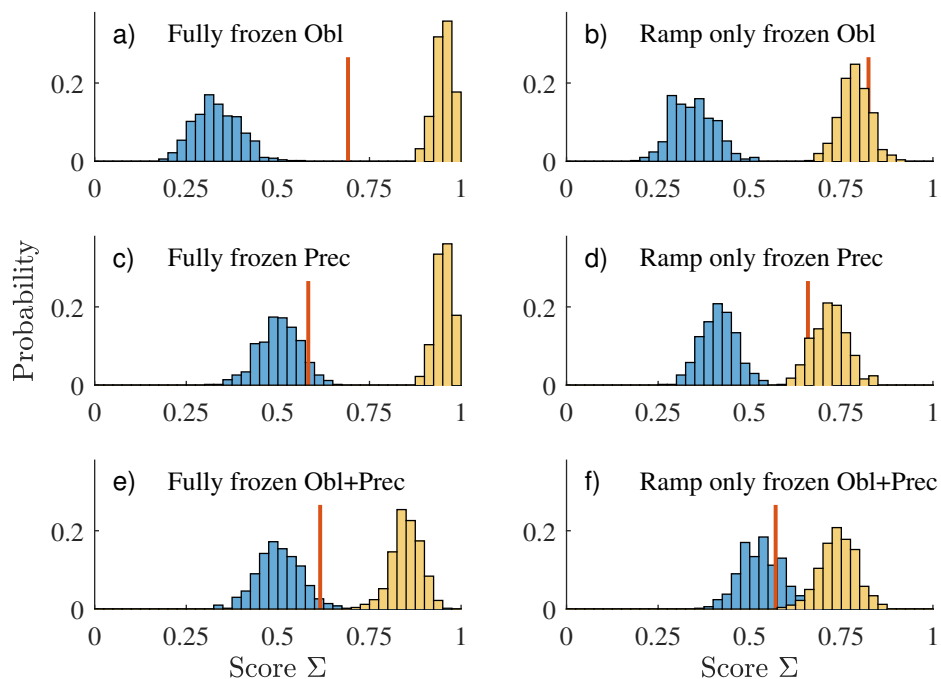 a) Fully frozen Obl
b) Ramp only frozen Obl
0.2
0
0 0.25 0.5 0.75 1
0.2
0
0 0.25 0.5 0.75 1
c) Fully frozen Prec
d) Ramp only frozen Prec
Probability
0.2
0
0 0.25 0.5 0.75 1
0.2
0
0 0.25 0.5 0.75 1
e) Fully frozen Obl+Prec
f) Ramp only frozen Obl+Prec
0.2
0
0 0.25 0.5 0.75 1
Score Σ
0.2
0
0 0.25 0.5 0.75 1
Score Σ